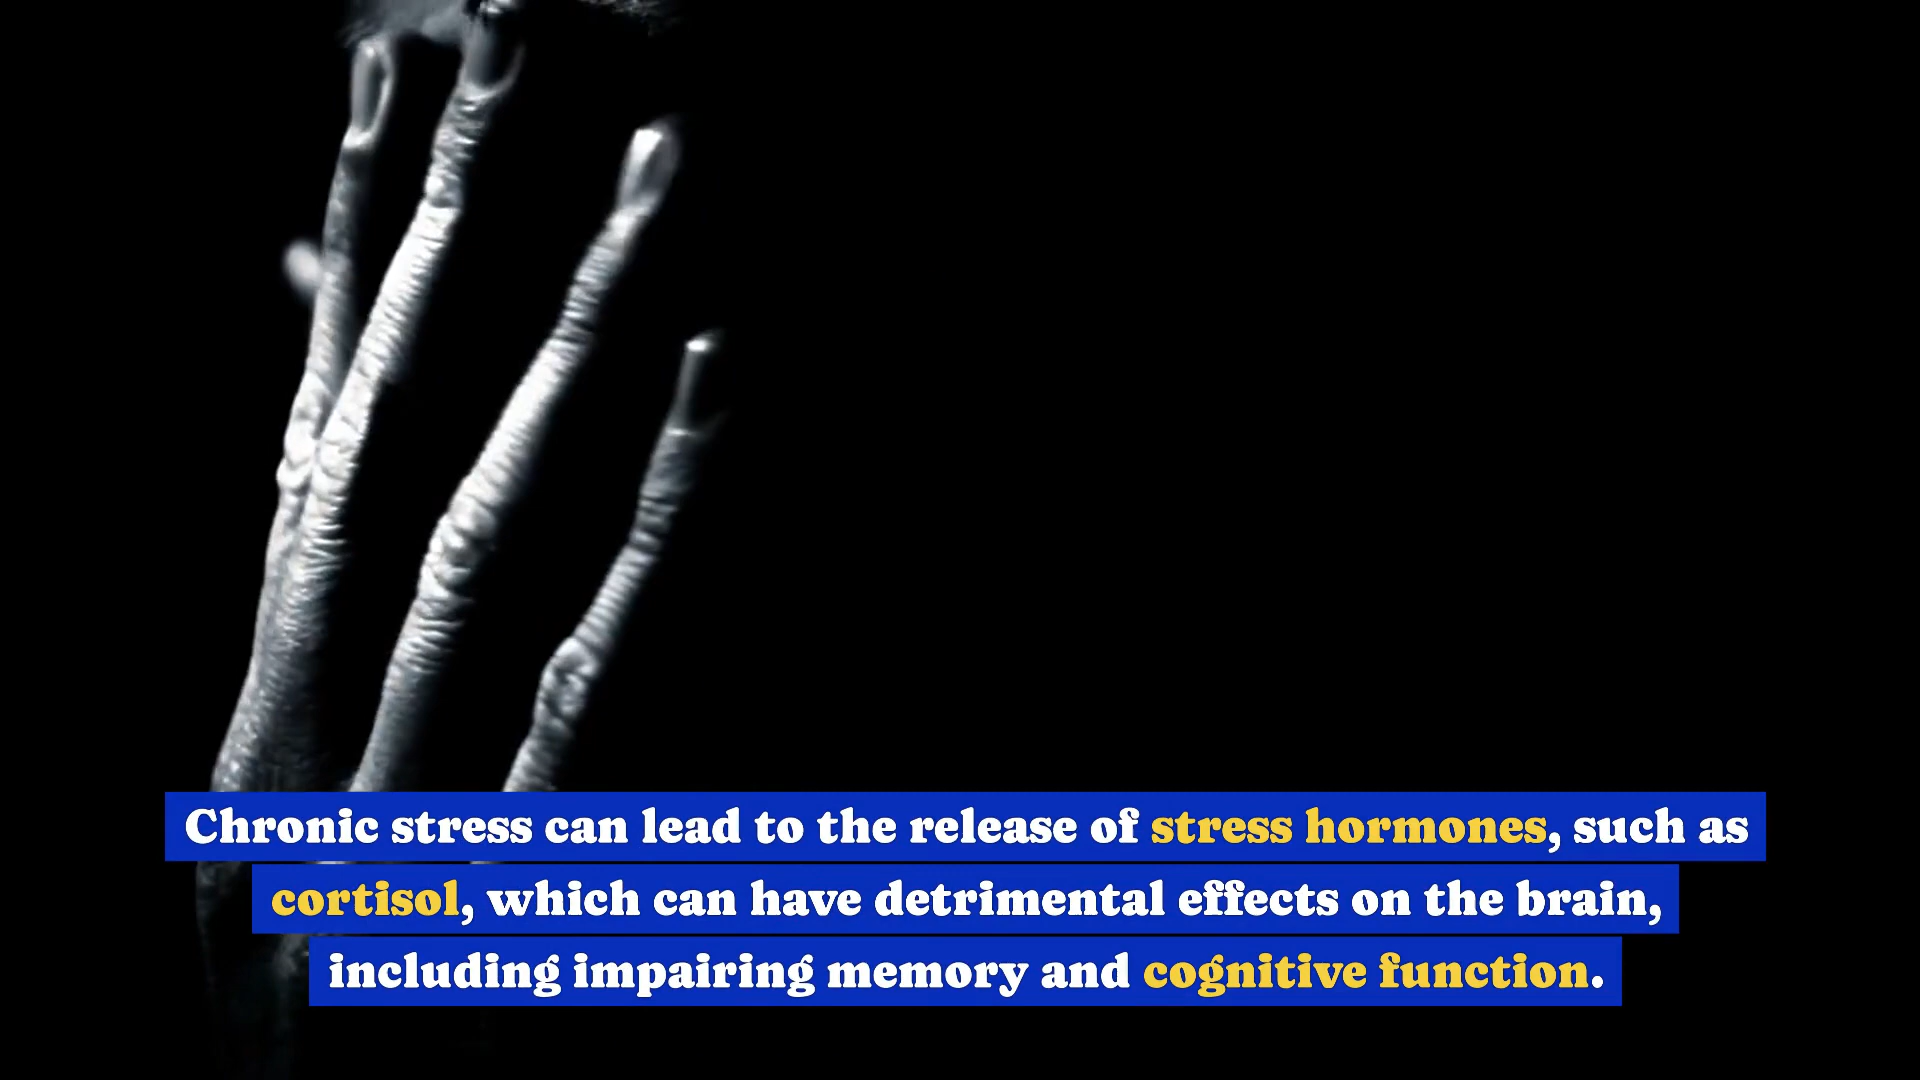 Chronic stress can lead to the release of stress hormones, such as
cortisol, which can have detrimental effects on the brain,
including impairing memory and cognitive function.